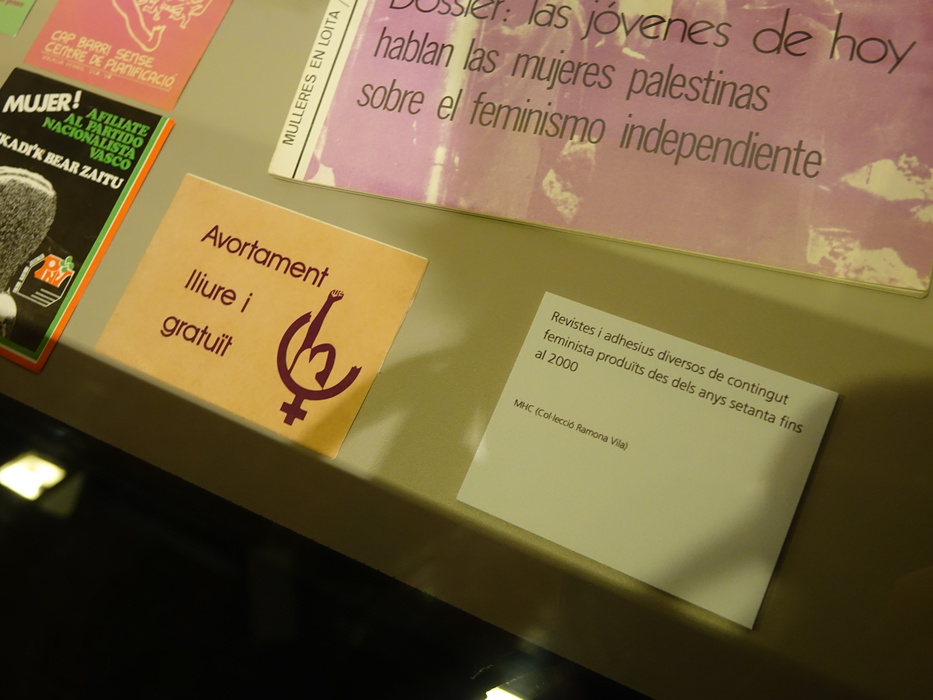 CAP BARRI SENSE
CENTRE DE PLANIFICACIÓ
MUJER!
AFILIATE
AL PARTIDO
NACIONALISTA
VASCO
BEAR ZAITU
MULLERES EN LOITA /
Dossier: las jóvenes de hoy
hablan las mujeres palestinas
sobre el feminismo independiente
Avortament
lliure i
gratuït
Revistes i adhesius diversos de contingut
feminista produïts des dels anys setanta fins
al 2000
MHC (Col·lecció Ramona Vila)